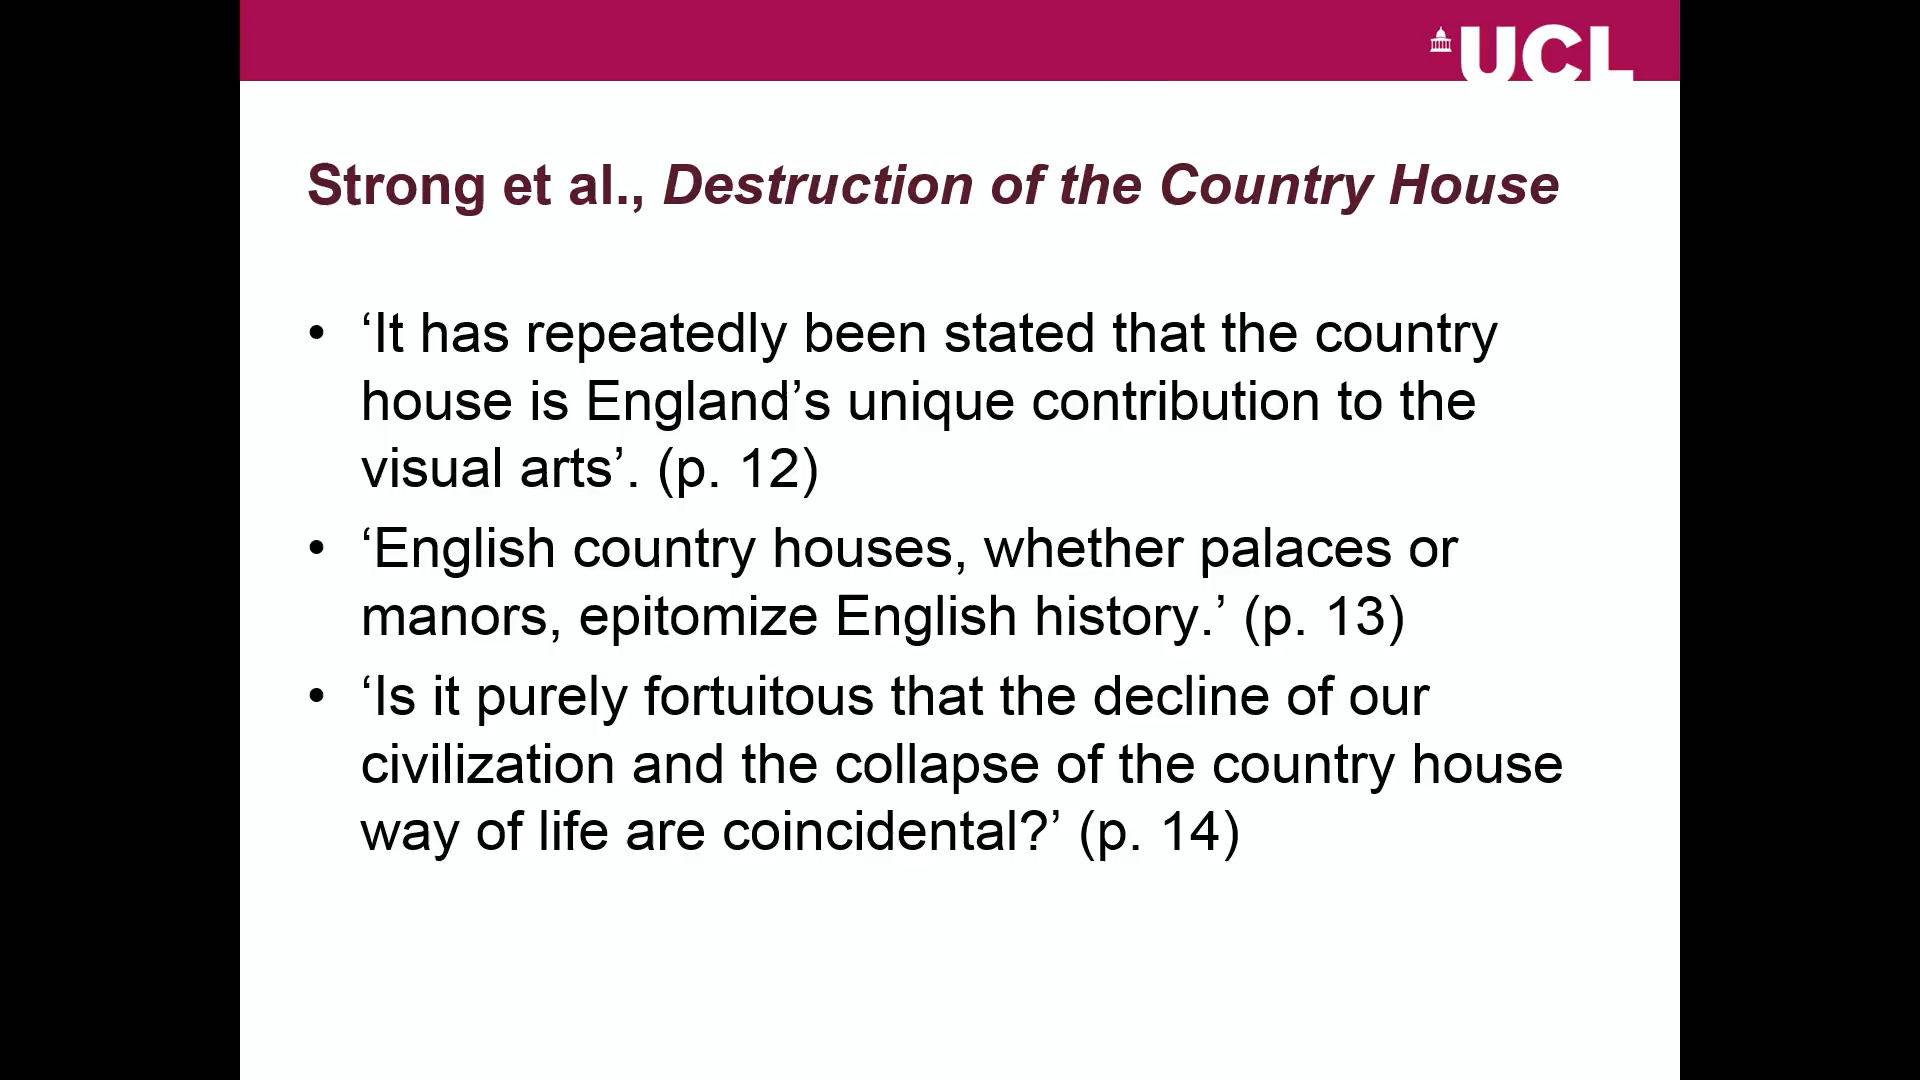 UCL
Strong et al., Destruction of the Country House
• ‘It has repeatedly been stated that the country
house is England’s unique contribution to the
visual arts’. (p. 12)
• ‘English country houses, whether palaces or
manors, epitomize English history.’ (p. 13)
• ‘Is it purely fortuitous that the decline of our
civilization and the collapse of the country house
way of life are coincidental?’ (p. 14)